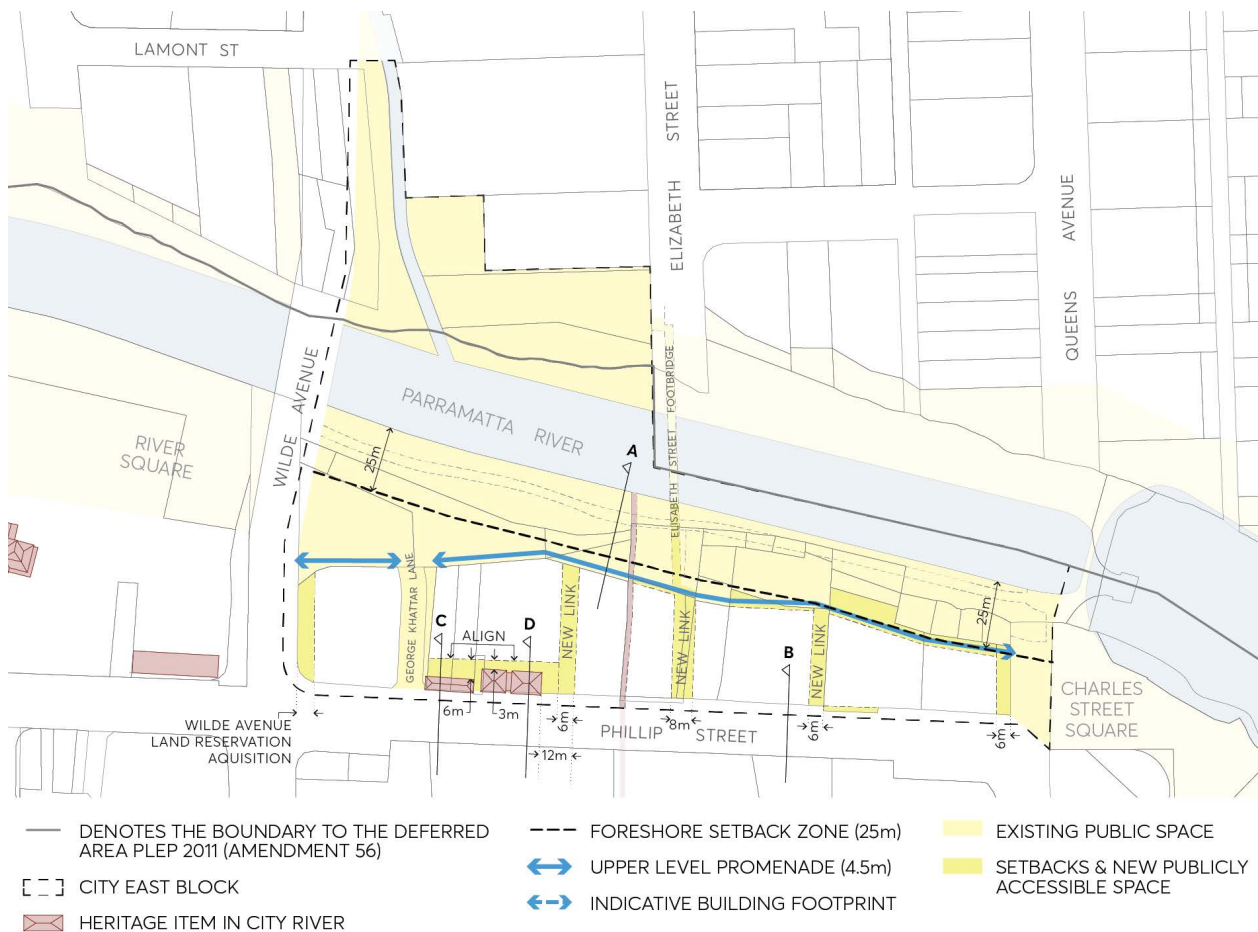 LAMONT ST
ELIZABETH STREET
QUEENS AVENUE
WILDE AVENUE
PARRAMATTA RIVER
RIVER
SQUARE
ELISABETH STREET FOOTBRIDGE
A
25m
GEORGE KHATTAR LANE
C
ALIGN
D
NEW LINK
NEW LINK
NEW LINK
B
25m
6m
3m
6m
8m
6m
6m
12m
PHILLIP STREET
CHARLES
STREET
SQUARE
WILDE AVENUE
LAND RESERVATION
AQUISITION
DENOTES THE BOUNDARY TO THE DEFERRED
AREA PLEP 2011 (AMENDMENT 56)
CITY EAST BLOCK
HERITAGE ITEM IN CITY RIVER
FORESHORE SETBACK ZONE (25m)
UPPER LEVEL PROMENADE (4.5m)
INDICATIVE BUILDING FOOTPRINT
EXISTING PUBLIC SPACE
SETBACKS & NEW PUBLICLY
ACCESSIBLE SPACE